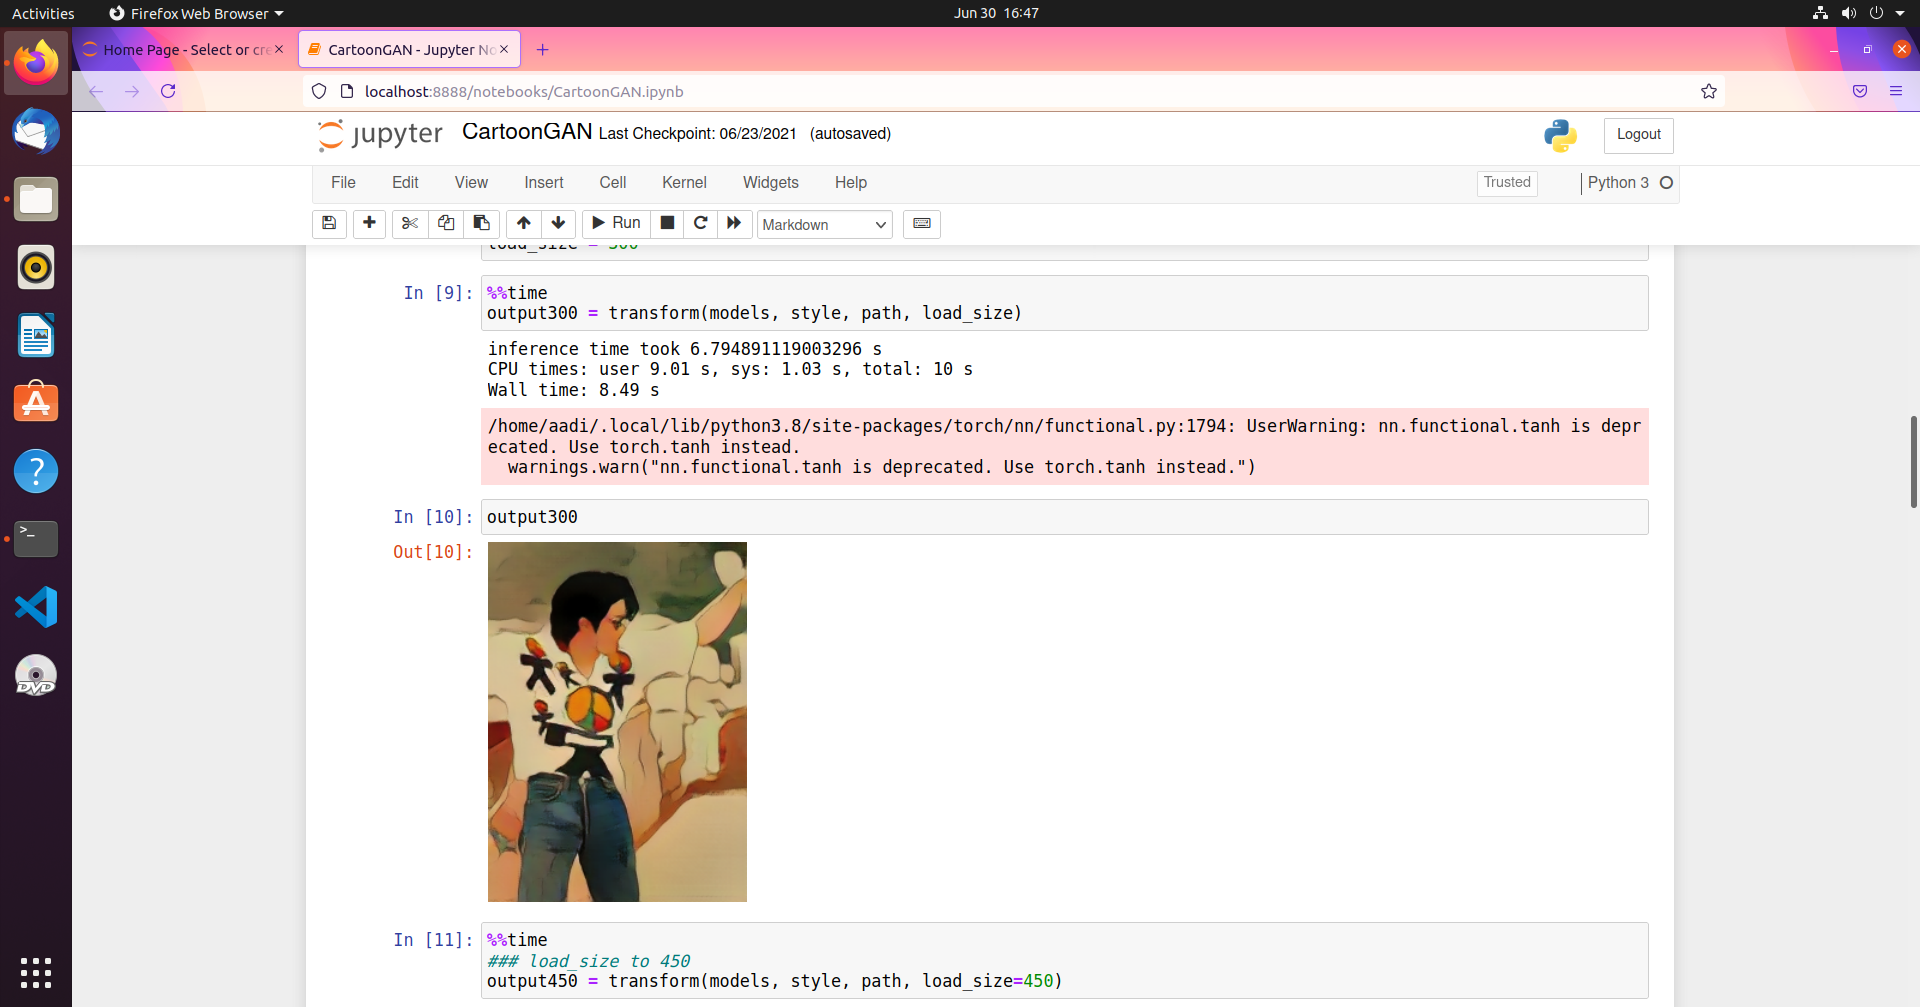 Activities
Firefox Web Browser
Jun 30 16:47
Home Page - Select or cre
CartoonGAN - Jupyter No
localhost:8888/notebooks/CartoonGAN.ipynb
jupyter CartoonGAN Last Checkpoint: 06/23/2021 (autosaved)
Logout
File Edit View Insert Cell Kernel Widgets Help
Trusted
Python 3
Run
Markdown
load_size = 300
In [9]:
%%time
output300 = transform(models, style, path, load_size)
inference time took 6.794891119003296 s
CPU times: user 9.01 s, sys: 1.03 s, total: 10 s
Wall time: 8.49 s
/home/aadi/.local/lib/python3.8/site-packages/torch/nn/functional.py:1794: UserWarning: nn.functional.tanh is depr
ecated. Use torch.tanh instead.
warnings.warn("nn.functional.tanh is deprecated. Use torch.tanh instead.")
In [10]:
output300
Out[10]:
In [11]:
%%time
### load_size to 450
output450 = transform(models, style, path, load_size=450)
>_
?
DVD